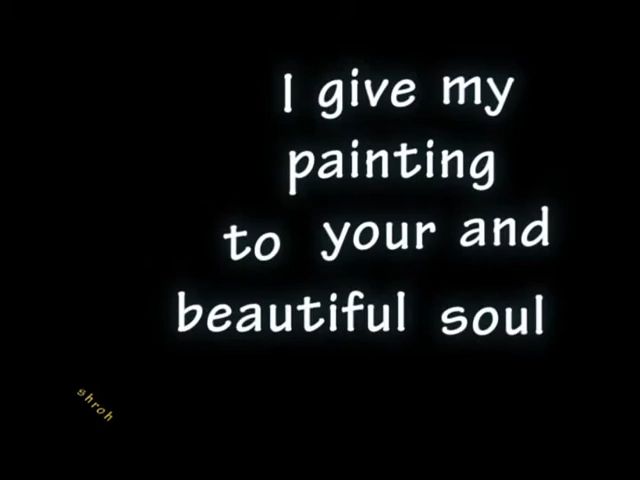 I give my
painting
to your and
beautiful soul
shroh